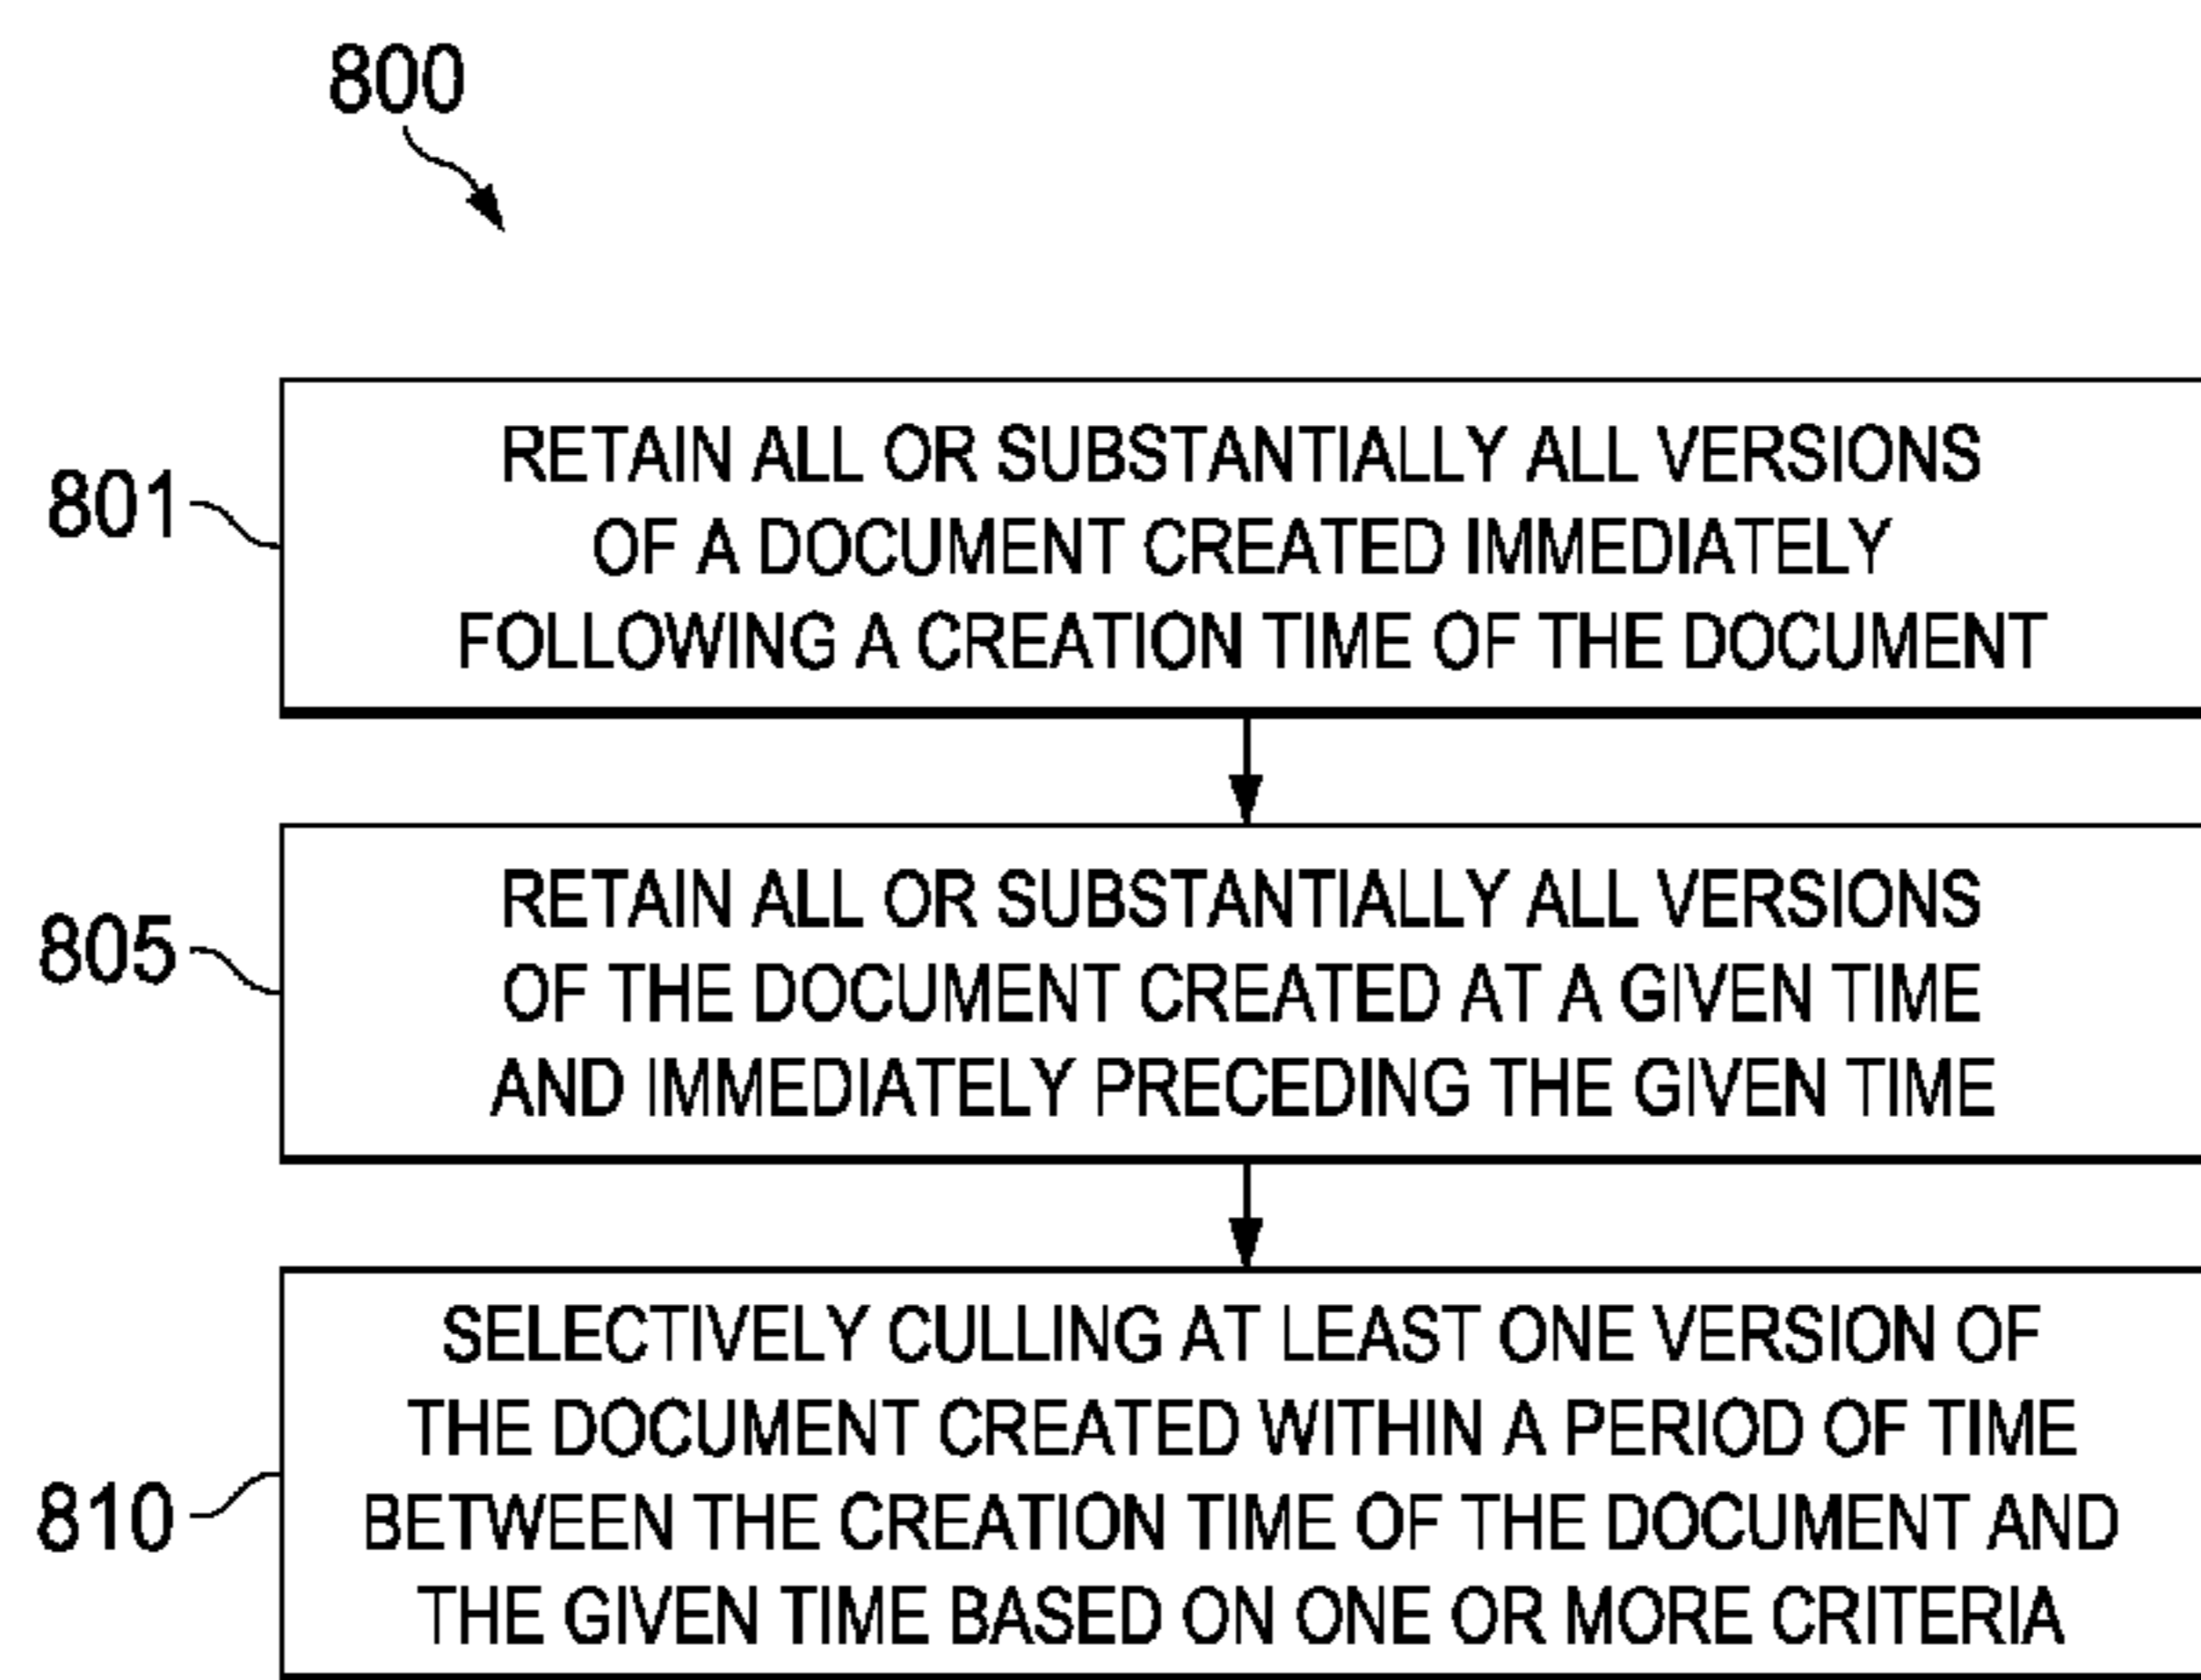 800
801
RETAIN ALL OR SUBSTANTIALLY ALL VERSIONS
OF A DOCUMENT CREATED IMMEDIATELY
FOLLOWING A CREATION TIME OF THE DOCUMENT
805
RETAIN ALL OR SUBSTANTIALLY ALL VERSIONS
OF THE DOCUMENT CREATED AT A GIVEN TIME
AND IMMEDIATELY PRECEDING THE GIVEN TIME
810
SELECTIVELY CULLING AT LEAST ONE VERSION OF
THE DOCUMENT CREATED WITHIN A PERIOD OF TIME
BETWEEN THE CREATION TIME OF THE DOCUMENT AND
THE GIVEN TIME BASED ON ONE OR MORE CRITERIA